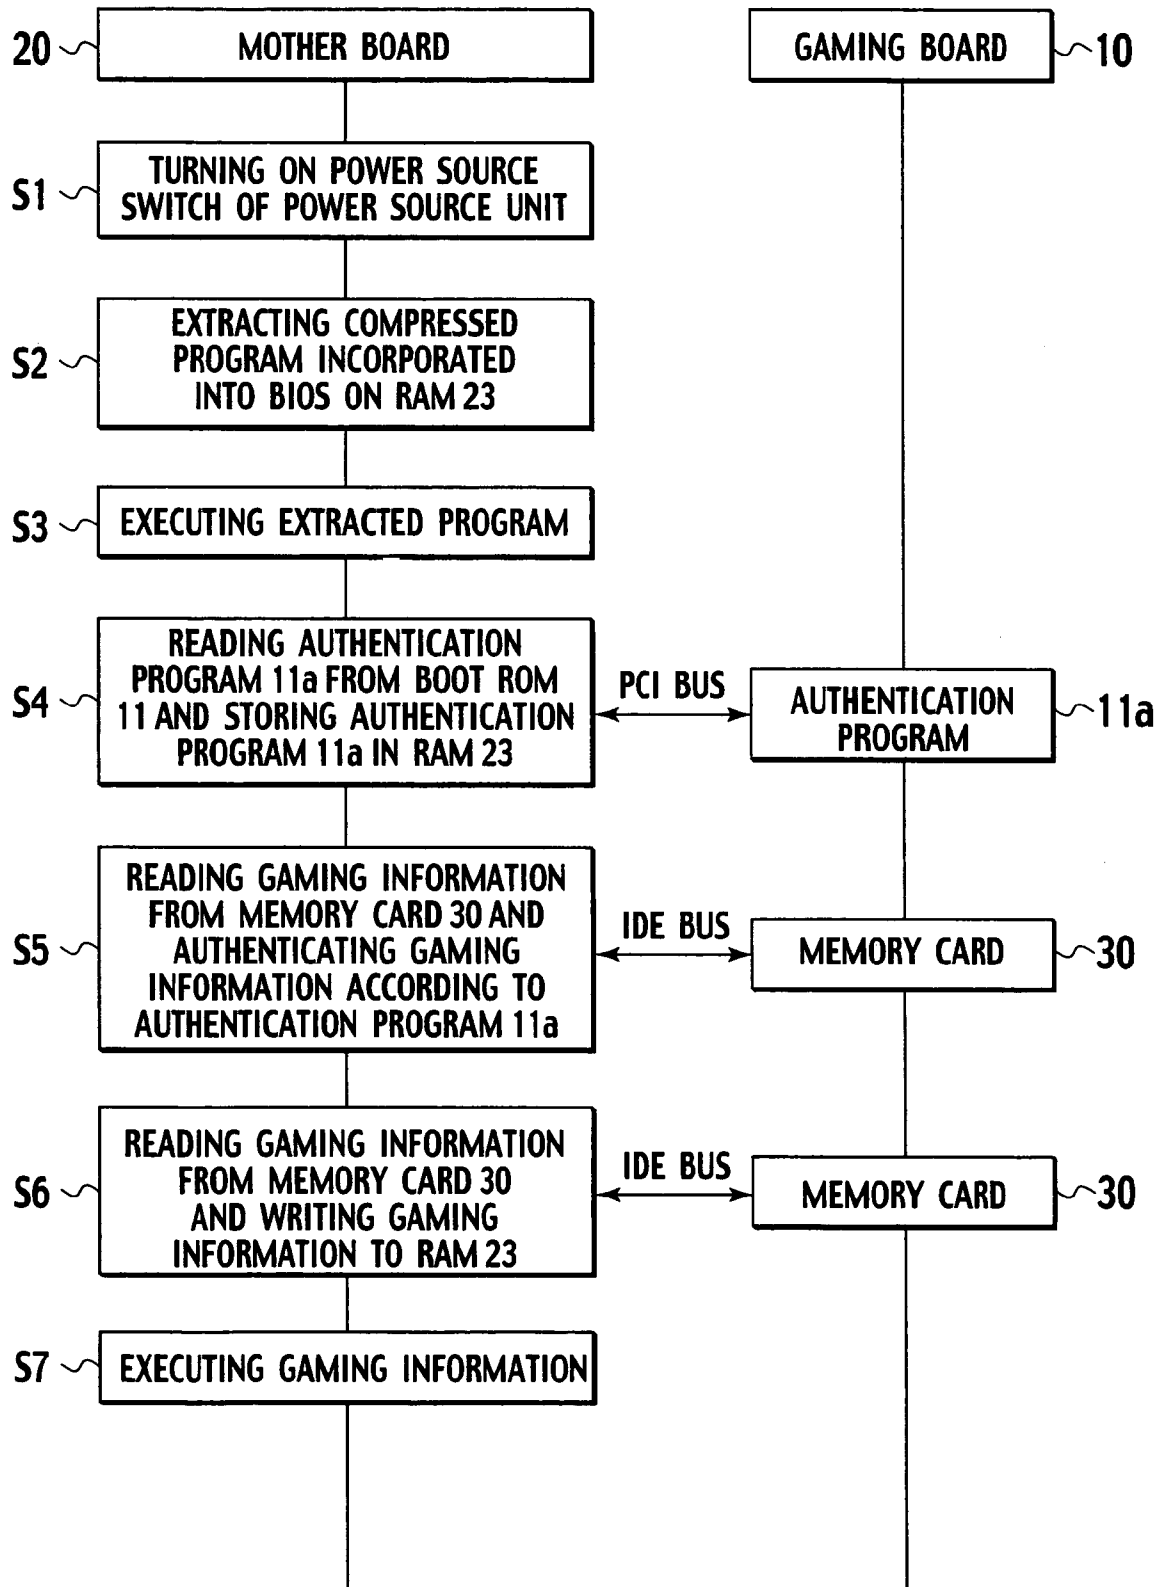 20
MOTHER BOARD
GAMING BOARD
10
S1
TURNING ON POWER SOURCE
SWITCH OF POWER SOURCE UNIT
S2
EXTRACTING COMPRESSED
PROGRAM INCORPORATED
INTO BIOS ON RAM 23
S3
EXECUTING EXTRACTED PROGRAM
S4
READING AUTHENTICATION
PROGRAM 11a FROM BOOT ROM
11 AND STORING AUTHENTICATION
PROGRAM 11a IN RAM 23
PCI BUS
AUTHENTICATION
PROGRAM
11a
S5
READING GAMING INFORMATION
FROM MEMORY CARD 30 AND
AUTHENTICATING GAMING
INFORMATION ACCORDING TO
AUTHENTICATION PROGRAM 11a
IDE BUS
MEMORY CARD
30
S6
READING GAMING INFORMATION
FROM MEMORY CARD 30
AND WRITING GAMING
INFORMATION TO RAM 23
IDE BUS
MEMORY CARD
30
S7
EXECUTING GAMING INFORMATION